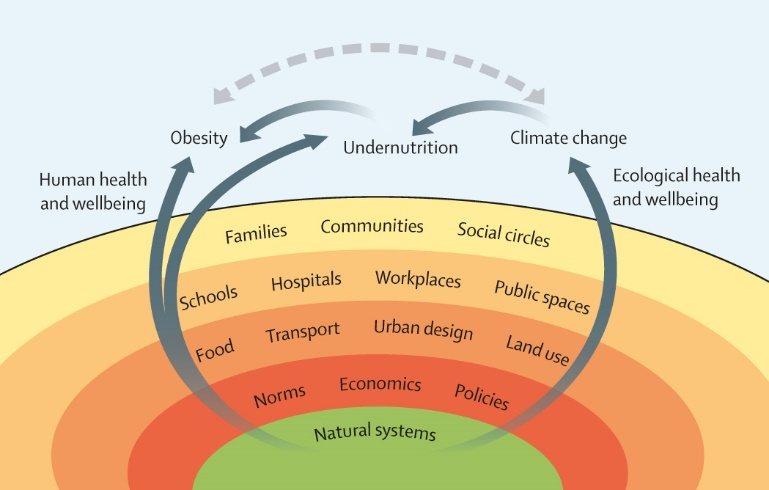 Obesity
Undernutrition
Climate change
Human health
and wellbeing
Ecological health
and wellbeing
Families Communities Social circles
Schools Hospitals Workplaces Public spaces
Food Transport Urban design Land use
Norms Economics Policies
Natural systems